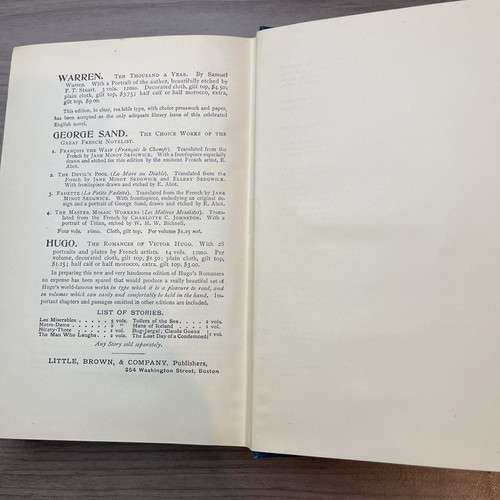 WARREN. TEN THOUSAND A YEAR. By Samuel
Warren. With a Portrait of the author, beautifully etched by
F. T. Stuart. 3 vols. 12mo. Decorated cloth, gilt top, $4.50;
plain cloth, gilt top, $3.75; half calf or half morocco, extra,
gilt top, $9.00.
This edition, in clear, readable type, with choice presswork and paper,
has been accepted as the only adequate library issue of this celebrated
English novel.
GEORGE SAND. THE CHOICE WORKS OF THE
GREAT FRENCH NOVELIST.
1. FRANÇOIS THE WAIF (François le Champi). Translated from the
French by JANE MINOT SEDGWICK. With a frontispiece especially
drawn and etched for this edition by the eminent French artist, E.
Abot.
2. THE DEVIL'S POOL (La Mare au Diable). Translated from the
French by JANE MINOT SEDGWICK and ELLERY SEDGWICK.
With frontispiece drawn and etched by E. Abot.
3. FADETTE (La Petite Fadette). Translated from the French by JANE
MINOT SEDGWICK. With frontispiece, embodying an original design
and a portrait of George Sand, drawn and etched by E. Abot.
4. THE MASTER MOSAIC WORKERS (Les Maîtres Mosaïstes). Translated
from the French by CHARLOTTE C. JOHNSTON. With a
portrait of Titian, etched by W. H. W. Bicknell.
Four vols. 16mo. Cloth, gilt top. Per volume $1.25 net.
HUGO. THE ROMANCES OF VICTOR HUGO. With 28
portraits and plates by French artists. 14 vols. 12mo. Per
volume, decorated cloth, gilt top, $1.50; plain cloth, gilt top,
$1.25; half calf or half morocco, extra, gilt top, $3.00.
In preparing this new and very handsome edition of Hugo's Romances
no expense has been spared that would produce a really beautiful set of
Hugo's world-famous works in type which it is a pleasure to read, and
in volumes which can easily and comfortably be held in the hand. Important
chapters and passages omitted in other editions are included.
LIST OF STORIES.
Les Miserables 5 vols. Toilers of the Sea 2 vols.
Notre-Dame 2 " Hans of Iceland 1 vol.
Ninety-Three Bug-Jargal; Claude Gueux
The Man Who Laughs 2 vols. The Last Day of a Condemned 1 vol.
Any Story sold separately.
LITTLE, BROWN, & COMPANY, Publishers,
254 Washington Street, Boston